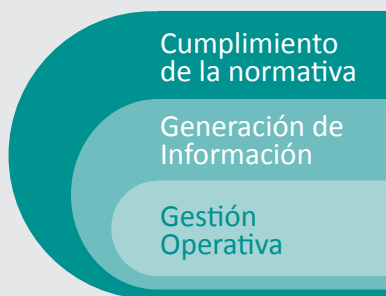 Cumplimiento
de la normativa
Generación de
Información
Gestión
Operativa